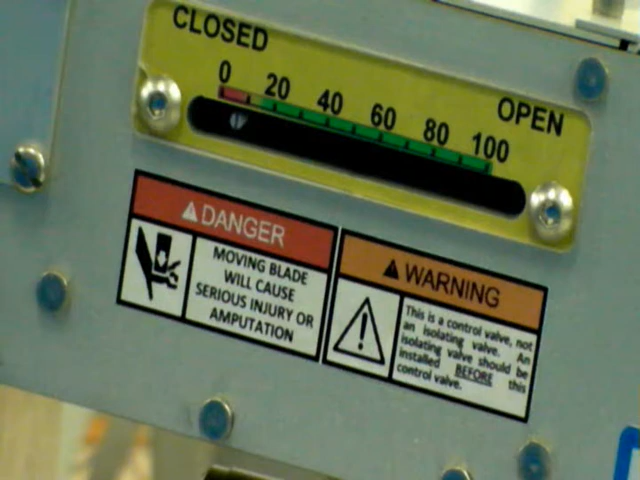 CLOSED
OPEN
0 20 40 60 80 100
DANGER
MOVING BLADE
WILL CAUSE
SERIOUS INJURY OR
AMPUTATION
WARNING
This is a control valve, not
an isolating valve. An
isolating valve should be
installed BEFORE this
control valve.